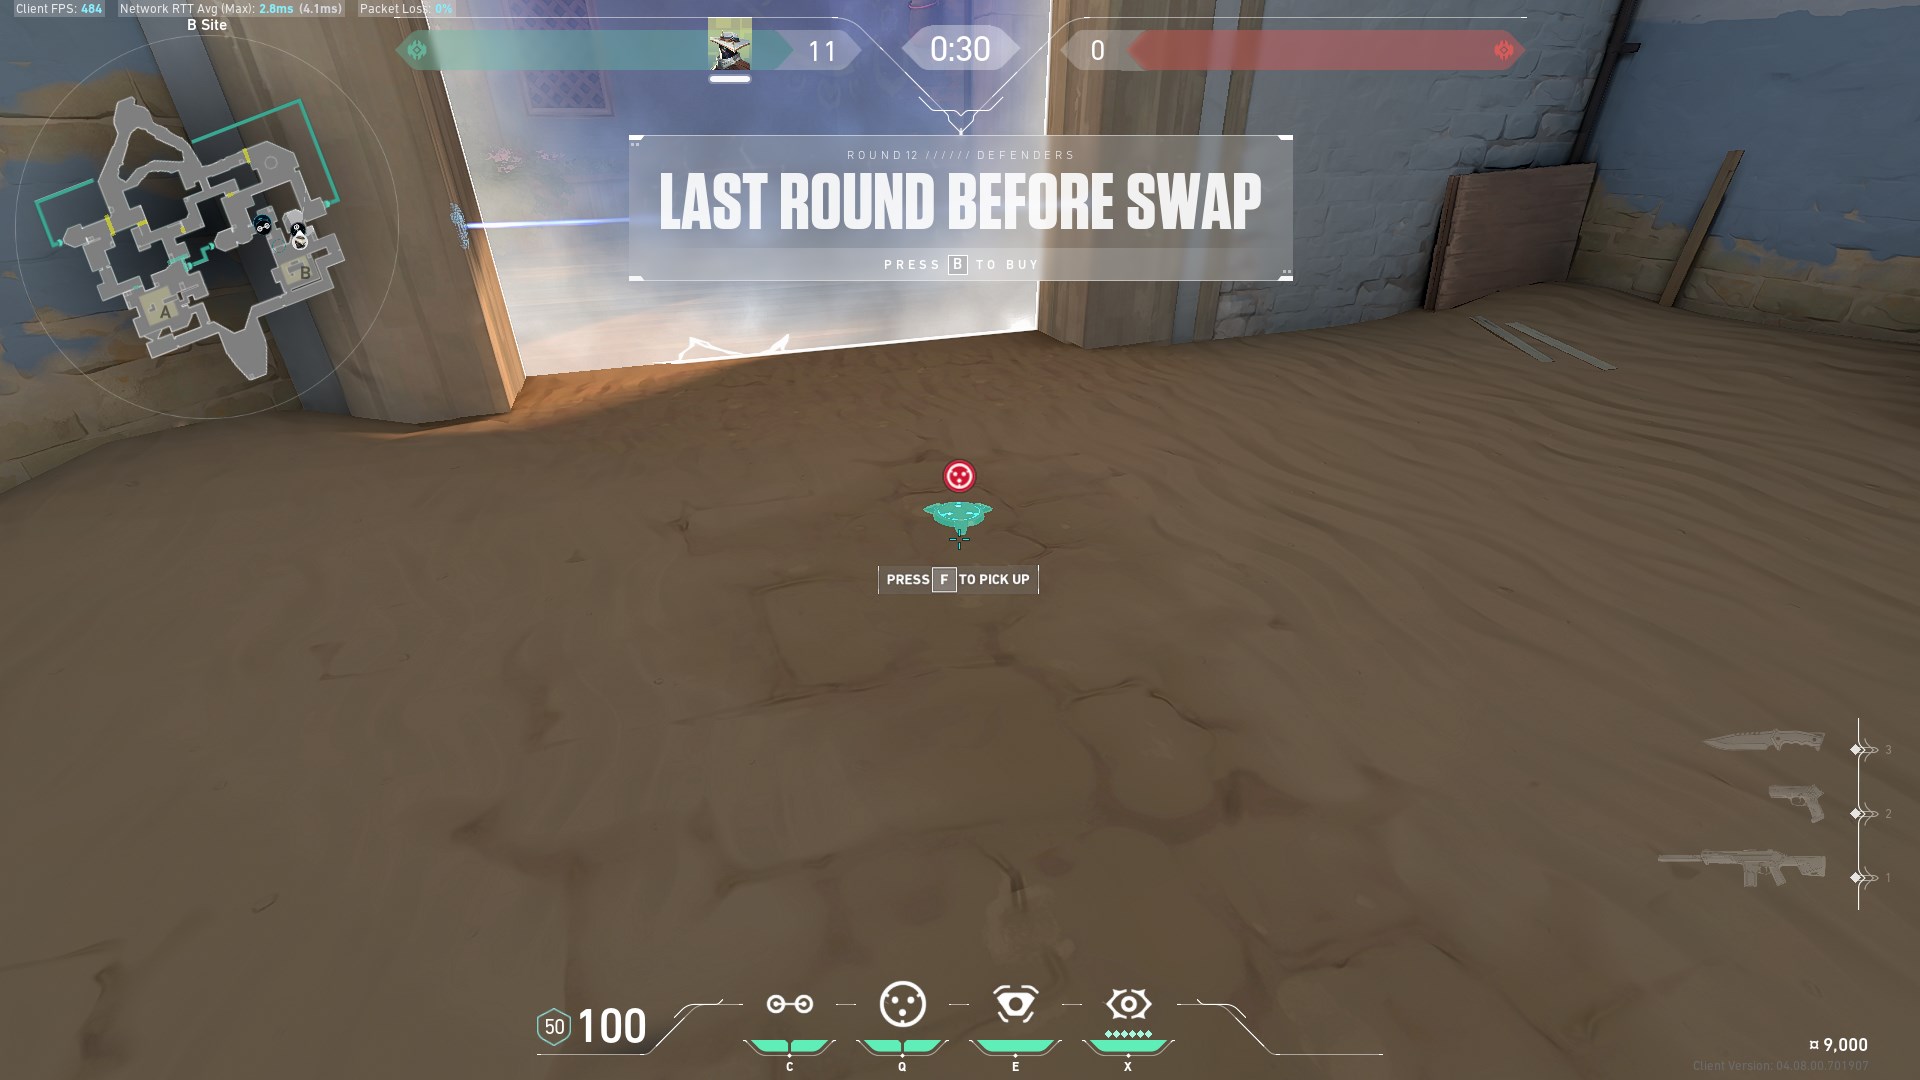 Client FPS: 484 Network RTT Avg (Max): 2.8ms (4.1ms) Packet Loss: 0%
B Site
11 0:30 0
ROUND 12 ////// DEFENDERS
LAST ROUND BEFORE SWAP
PRESS B TO BUY
B
A
PRESS F TO PICK UP
3
2
1
50 100
C Q E X
¤ 9,000
Client Version: 04.08.00.701907